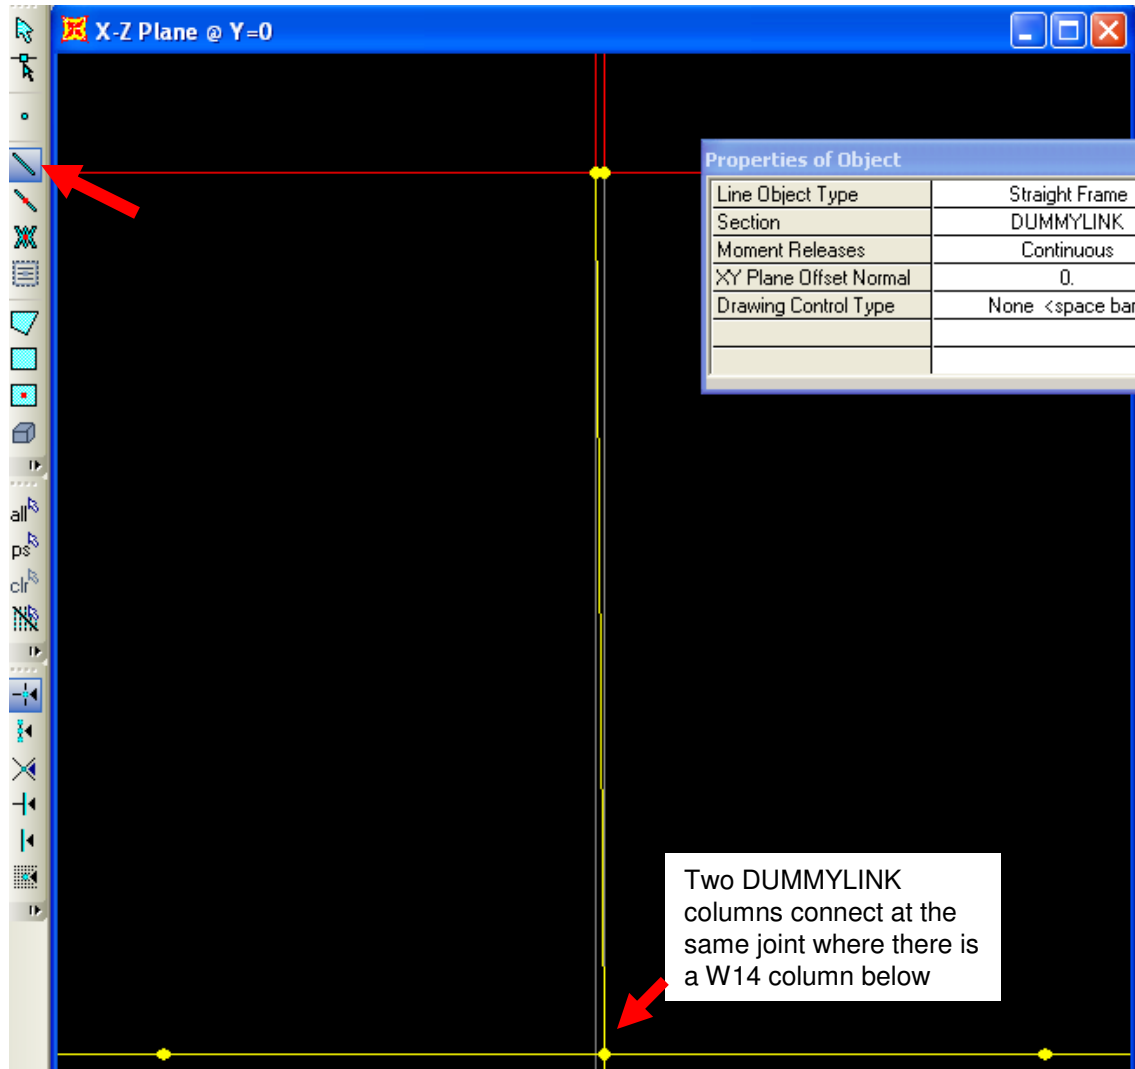 X-Z Plane @ Y=0
Properties of Object
Line Object Type Straight Frame
Section DUMMYLINK
Moment Releases Continuous
XY Plane Offset Normal 0.
Drawing Control Type None <space bar
all
ps
clr
Two DUMMYLINK
columns connect at the
same joint where there is
a W14 column below